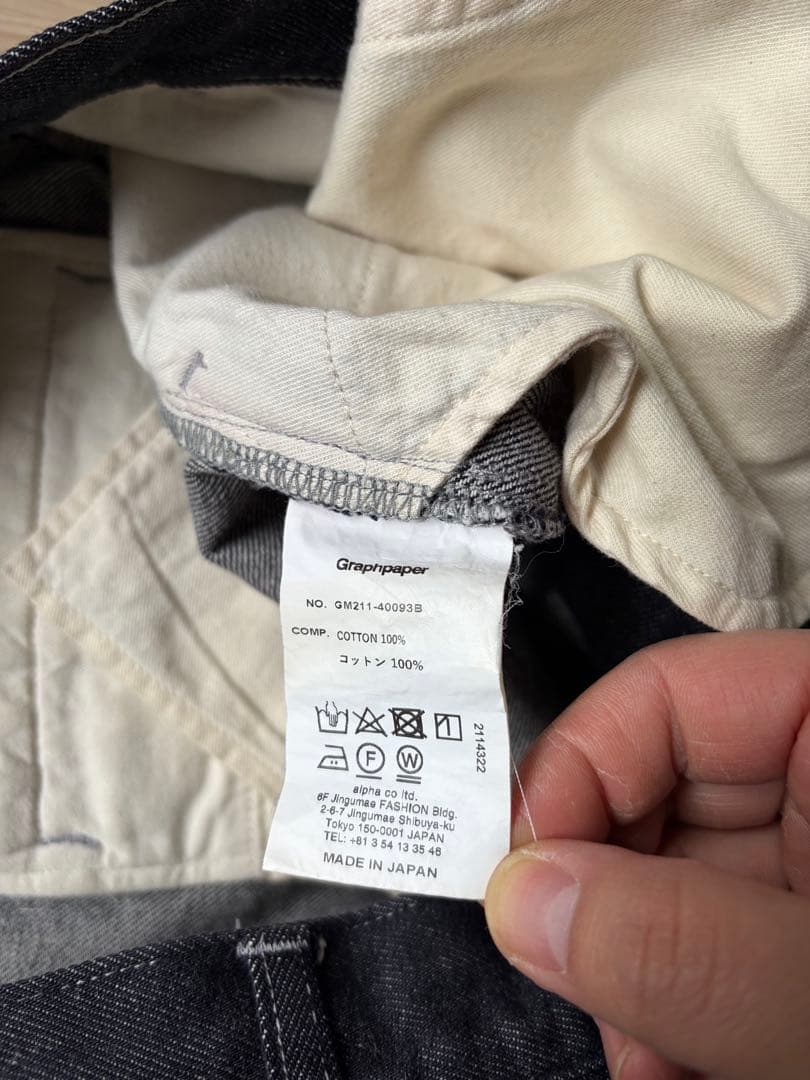 Graphpaper
NO. GM211-40093B
COMP. COTTON 100%
コットン 100%
F W
2114322
alpha co ltd.
6F Jingumae FASHION Bldg.
2-6-7 Jingumae Shibuya-ku
Tokyo 150-0001 JAPAN
TEL: +81 3 54 13 35 46
MADE IN JAPAN